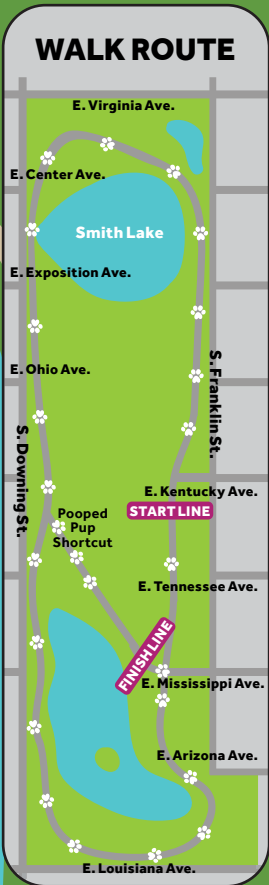 WALK ROUTE
E. Virginia Ave.
E. Center Ave.
Smith Lake
E. Exposition Ave.
E. Ohio Ave.
S. Franklin St.
S. Downing St.
E. Kentucky Ave.
START LINE
Pooped
Pup
Shortcut
E. Tennessee Ave.
FINISH LINE
E. Mississippi Ave.
E. Arizona Ave.
E. Louisiana Ave.